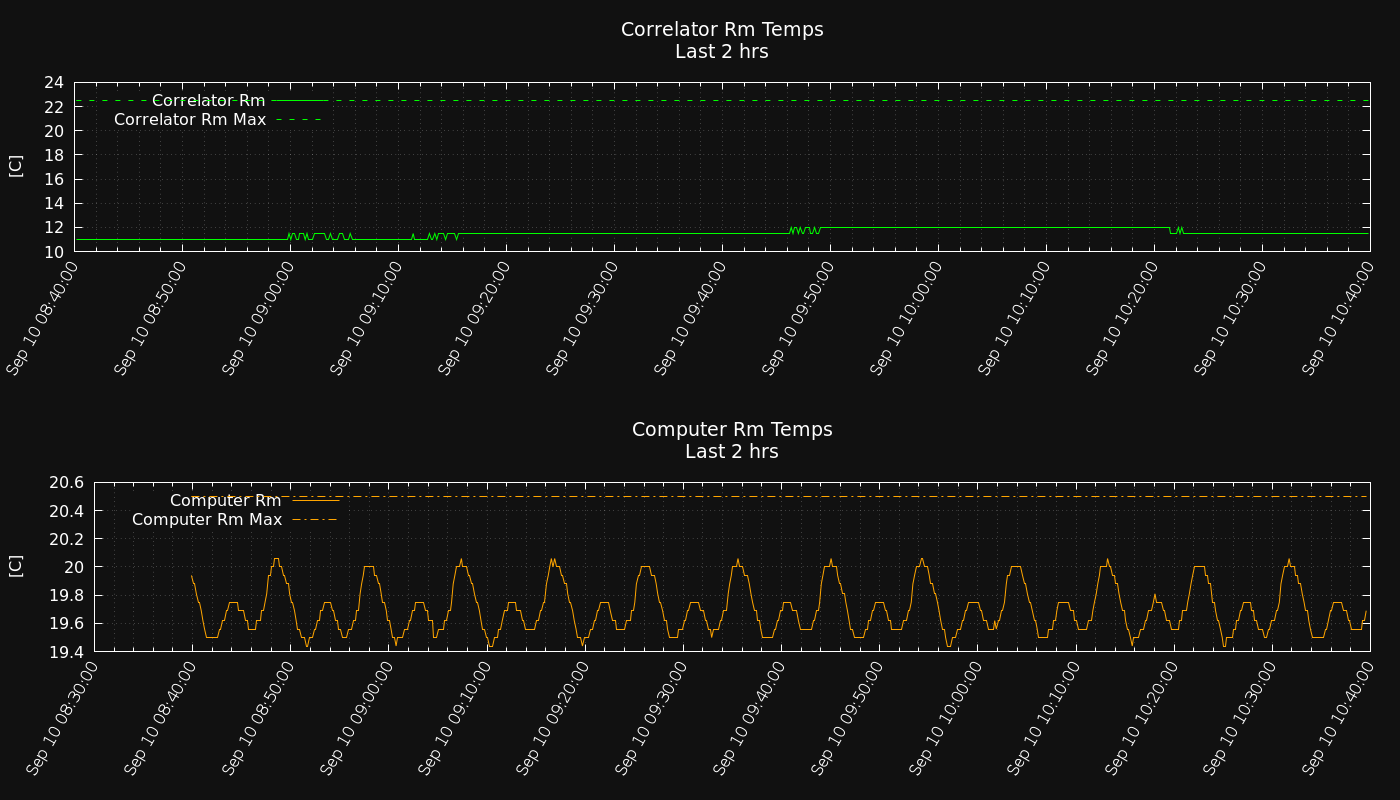 Correlator Rm Temps
Last 2 hrs
24
22
20
18
16
14
12
10
[C]
Correlator Rm
Correlator Rm Max
Sep 10 08:40:00
Sep 10 08:50:00
Sep 10 09:00:00
Sep 10 09:10:00
Sep 10 09:20:00
Sep 10 09:30:00
Sep 10 09:40:00
Sep 10 09:50:00
Sep 10 10:00:00
Sep 10 10:10:00
Sep 10 10:20:00
Sep 10 10:30:00
Sep 10 10:40:00
Computer Rm Temps
Last 2 hrs
20.6
20.4
20.2
20
19.8
19.6
19.4
[C]
Computer Rm
Computer Rm Max
Sep 10 08:30:00
Sep 10 08:40:00
Sep 10 08:50:00
Sep 10 09:00:00
Sep 10 09:10:00
Sep 10 09:20:00
Sep 10 09:30:00
Sep 10 09:40:00
Sep 10 09:50:00
Sep 10 10:00:00
Sep 10 10:10:00
Sep 10 10:20:00
Sep 10 10:30:00
Sep 10 10:40:00